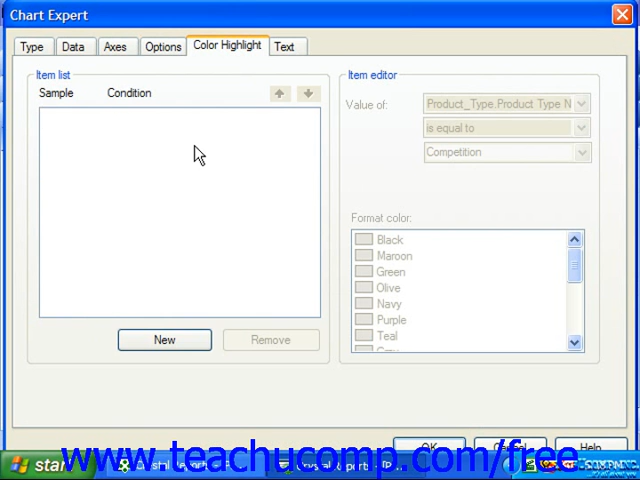 Chart Expert
Type Data Axes Options Color Highlight Text
Item list
Sample Condition
New Remove
Item editor
Value of: Product_Type.Product Type N
is equal to
Competition
Format color:
Black
Maroon
Green
Olive
Navy
Purple
Teal
OK Cancel Help
www.teachucomp.com/free
start